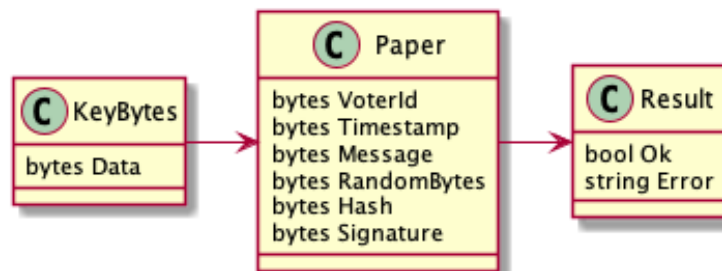 C KeyBytes
bytes Data
C Paper
bytes VoterId
bytes Timestamp
bytes Message
bytes RandomBytes
bytes Hash
bytes Signature
C Result
bool Ok
string Error